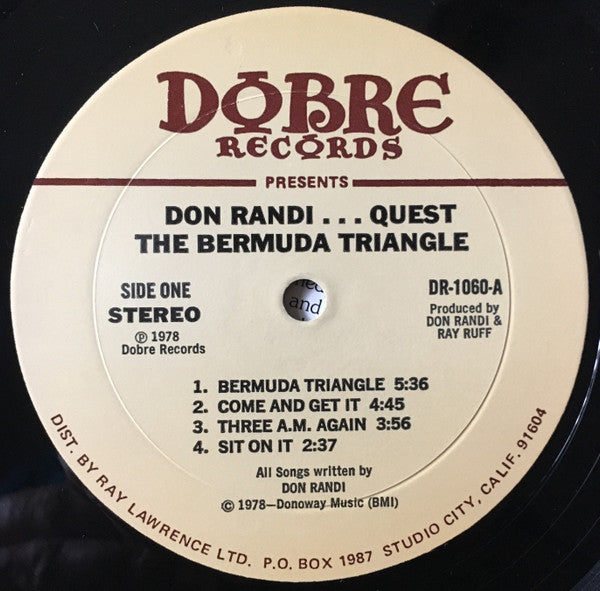 DOBRE
RECORDS
PRESENTS
DON RANDI . . . QUEST
THE BERMUDA TRIANGLE
SIDE ONE
STEREO
℗ 1978
Dobre Records
and
DR-1060-A
Produced by
DON RANDI &
RAY RUFF
1. BERMUDA TRIANGLE 5:36
2. COME AND GET IT 4:45
3. THREE A.M. AGAIN 3:56
4. SIT ON IT 2:37
All Songs written by
DON RANDI
© 1978—Donoway Music (BMI)
DIST. BY RAY LAWRENCE LTD. P.O. BOX 1987 STUDIO CITY, CALIF. 91604